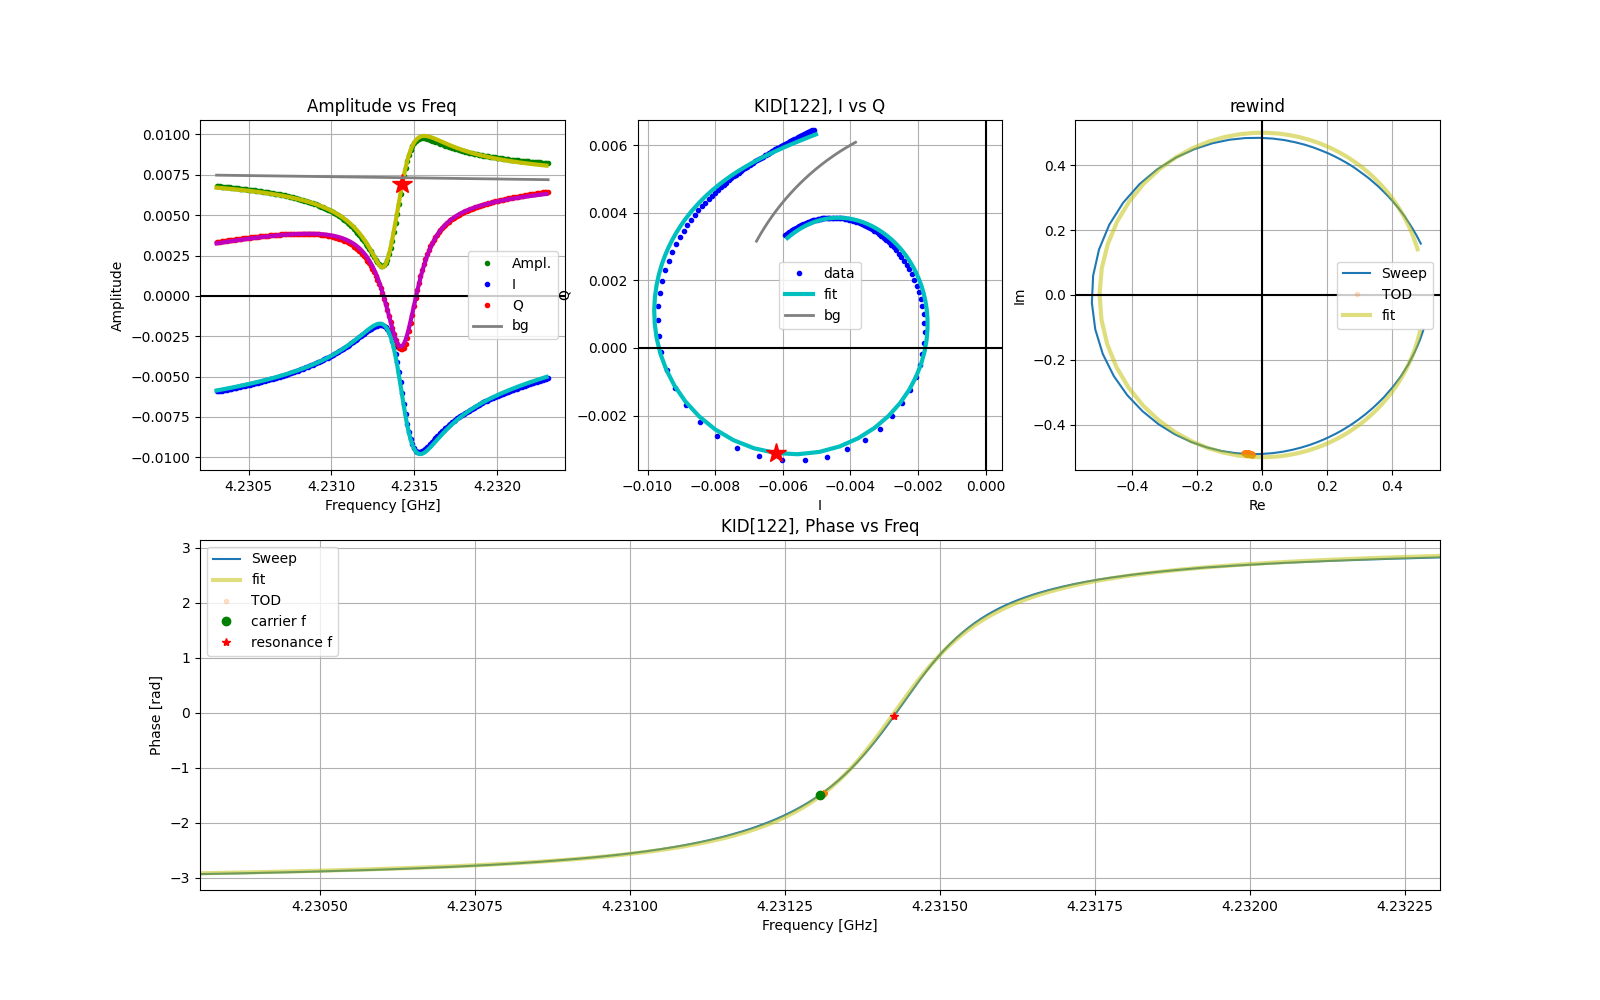 Amplitude vs Freq
Amplitude
0.0100
0.0075
0.0050
0.0025
0.0000
−0.0025
−0.0050
−0.0075
−0.0100
Ampl.
I
Q
bg
4.2305
4.2310
4.2315
4.2320
Frequency [GHz]
KID[122], I vs Q
Q
0.006
0.004
0.002
0.000
−0.002
data
fit
bg
−0.010
−0.008
−0.006
−0.004
−0.002
0.000
I
rewind
Im
0.4
0.2
0.0
−0.2
−0.4
Sweep
TOD
fit
−0.4
−0.2
0.0
0.2
0.4
Re
KID[122], Phase vs Freq
Phase [rad]
3
2
1
0
−1
−2
−3
Sweep
fit
TOD
carrier f
resonance f
4.23050
4.23075
4.23100
4.23125
4.23150
4.23175
4.23200
4.23225
Frequency [GHz]